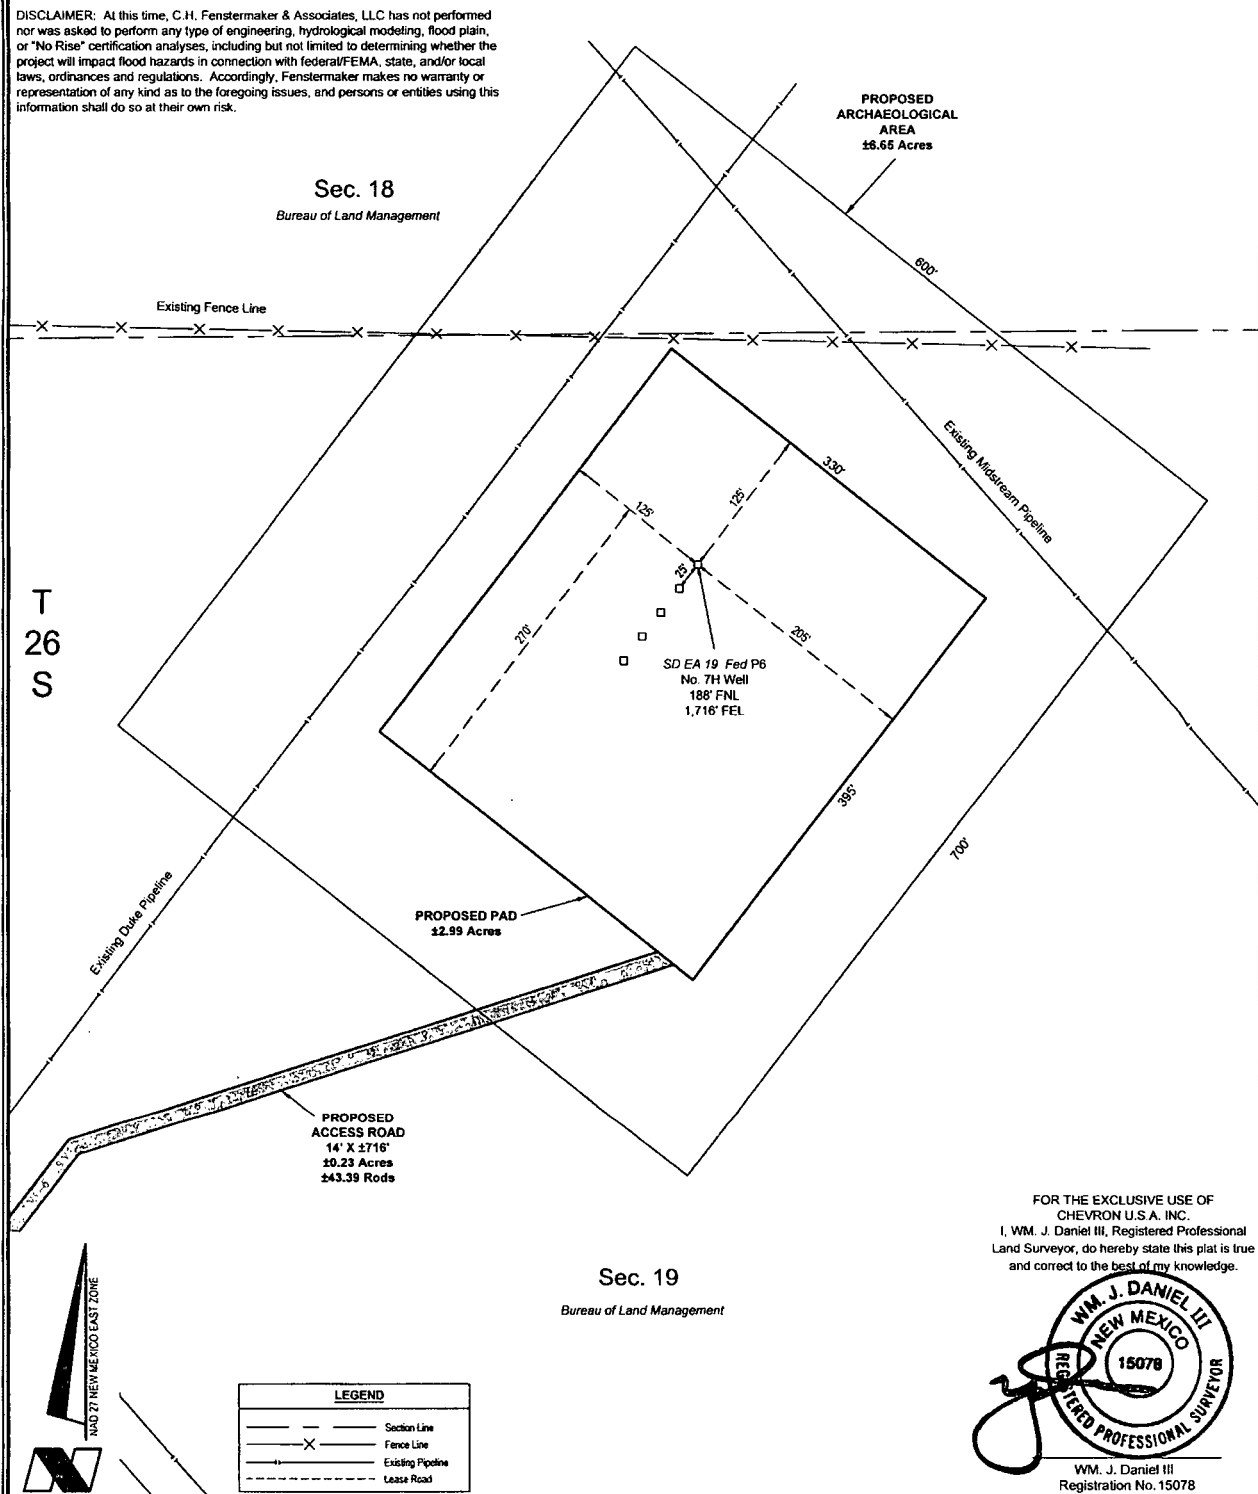 DISCLAIMER: At this time, C.H. Fenstermaker & Associates, LLC has not performed
nor was asked to perform any type of engineering, hydrological modeling, flood plain,
or "No Rise" certification analyses, including but not limited to determining whether the
project will impact flood hazards in connection with federal/FEMA, state, and/or local
laws, ordinances and regulations. Accordingly, Fenstermaker makes no warranty or
representation of any kind as to the foregoing issues, and persons or entities using this
information shall do so at their own risk.
PROPOSED
ARCHAEOLOGICAL
AREA
±6.65 Acres
Sec. 18
Bureau of Land Management
600'
Existing Fence Line
Existing Midstream Pipeline
330'
125'
125'
25'
270'
205'
T
26
S
SD EA 19 Fed P6
No. 7H Well
188' FNL
1,716' FEL
395'
700'
Existing Duke Pipeline
PROPOSED PAD
±2.99 Acres
PROPOSED
ACCESS ROAD
14' X ±716'
±0.23 Acres
±43.39 Rods
FOR THE EXCLUSIVE USE OF
CHEVRON U.S.A. INC.
I, WM. J. Daniel III, Registered Professional
Land Surveyor, do hereby state this plat is true
and correct to the best of my knowledge.
Sec. 19
Bureau of Land Management
NAD 27 NEW MEXICO EAST ZONE
WM. J. DANIEL III
NEW MEXICO
15078
REGISTERED PROFESSIONAL SURVEYOR
LEGEND
Section Line
Fence Line
Existing Pipeline
Lease Road
WM. J. Daniel III
Registration No. 15078